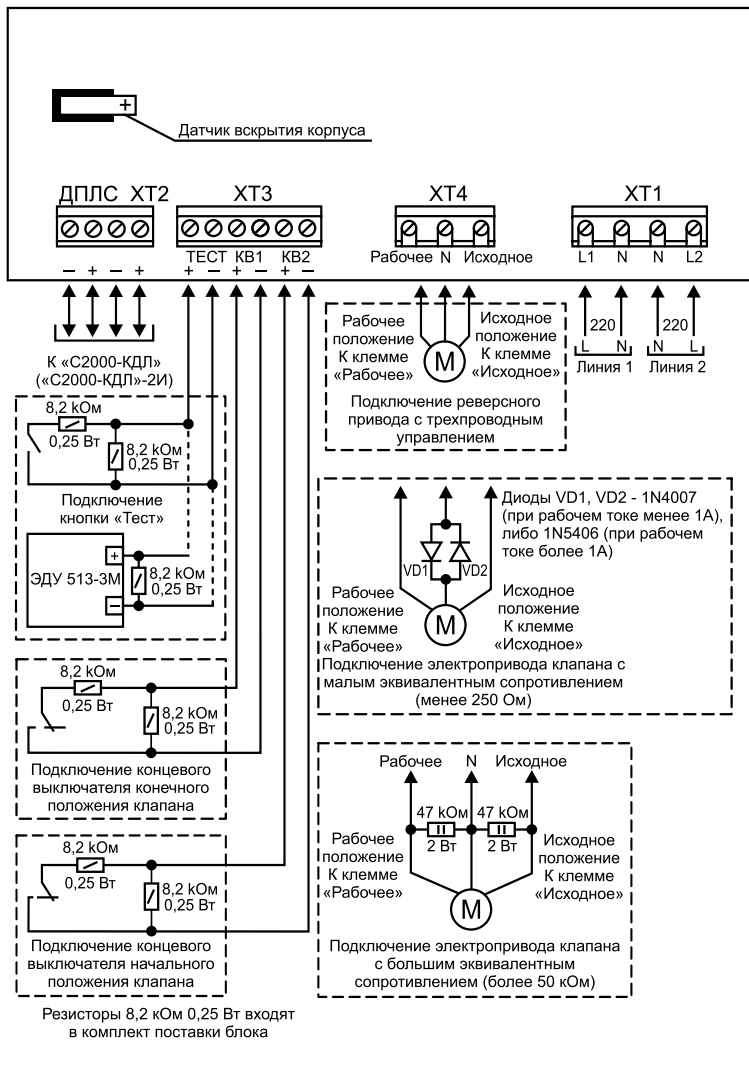 Датчик вскрытия корпуса
ДПЛС XT2
XT3
XT4
XT1
ТЕСТ КВ1 КВ2
Рабочее N Исходное
L1 N N L2
– + – +
+ – + – + –
220 220
L N N L
Линия 1 Линия 2
К «С2000-КДЛ»
(«С2000-КДЛ»-2И)
8,2 kОм
0,25 Вт
8,2 kОм
0,25 Вт
Подключение
кнопки «Тест»
ЭДУ 513-3М
+
–
8,2 kОм
0,25 Вт
8,2 kОм
0,25 Вт
8,2 kОм
0,25 Вт
Подключение концевого
выключателя конечного
положения клапана
8,2 kОм
0,25 Вт
8,2 kОм
0,25 Вт
Подключение концевого
выключателя начального
положения клапана
Резисторы 8,2 кОм 0,25 Вт входят
в комплект поставки блока
Рабочее
положение
К клемме
«Рабочее»
М
Исходное
положение
К клемме
«Исходное»
Подключение реверсного
привода с трехпроводным
управлением
Диоды VD1, VD2 - 1N4007
(при рабочем токе менее 1А),
либо 1N5406 (при рабочем
токе более 1А)
VD1 VD2
Рабочее
положение
К клемме
«Рабочее»
М
Исходное
положение
К клемме
«Исходное»
Подключение электропривода клапана с
малым эквивалентным сопротивлением
(менее 250 Ом)
Рабочее N Исходное
47 kОм 47 kОм
2 Вт 2 Вт
Рабочее
положение
К клемме
«Рабочее»
М
Исходное
положение
К клемме
«Исходное»
Подключение электропривода клапана
с большим эквивалентным
сопротивлением (более 50 кОм)